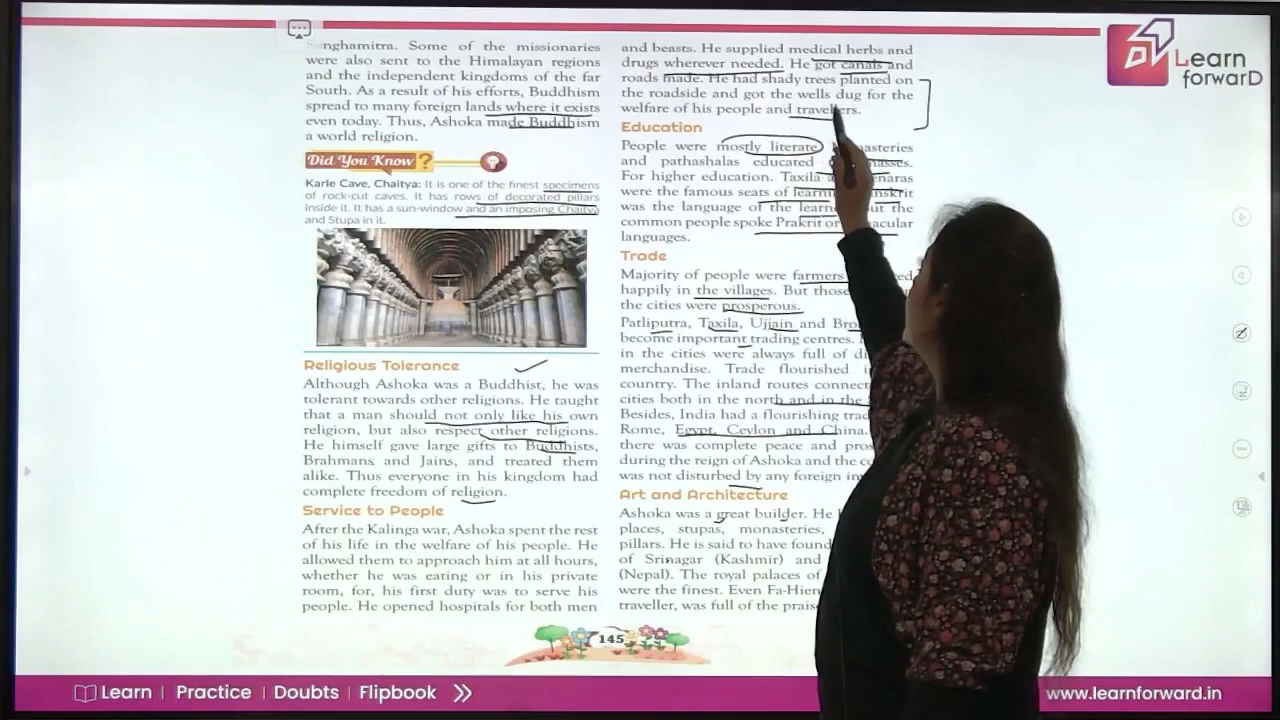 nghamitra. Some of the missionaries
were also sent to the Himalayan regions
and the independent kingdoms of the far
South. As a result of his efforts, Buddhism
spread to many foreign lands where it exists
even today. Thus, Ashoka made Buddhism
a world religion.
Did You Know ?
Karle Cave, Chaitya: It is one of the finest specimens
of rock-cut caves. It has rows of decorated pillars
inside it. It has a sun-window and an imposing Chaitya
and Stupa in it.
Religious Tolerance
Although Ashoka was a Buddhist, he was
tolerant towards other religions. He taught
that a man should not only like his own
religion, but also respect other religions.
He himself gave large gifts to Buddhists,
Brahmans and Jains, and treated them
alike. Thus everyone in his kingdom had
complete freedom of religion.
Service to People
After the Kalinga war, Ashoka spent the rest
of his life in the welfare of his people. He
allowed them to approach him at all hours,
whether he was eating or in his private
room, for, his first duty was to serve his
people. He opened hospitals for both men
and beasts. He supplied medical herbs and
drugs wherever needed. He got canals and
roads made. He had shady trees planted on
the roadside and got the wells dug for the
welfare of his people and travellers.
Education
People were mostly literate
and pathashalas educated masses.
For higher education. Taxila
were the famous seats of
was the language of the the
common people spoke Prakrit or
languages.
Trade
Majority of people were farmers
happily in the villages. But those
the cities were prosperous.
Patliputra, Taxila, Ujjain and
become important trading centres.
in the cities were always full of
merchandise. Trade flourished
country. The inland routes
cities both in the north and in the
Besides, India had a flourishing
Rome, Egypt, Ceylon and China.
there was complete peace and
during the reign of Ashoka and the
was not disturbed by any foreign
Art and Architecture
Ashoka was a great builder. He
places, stupas, monasteries,
pillars. He is said to have
of Srinagar (Kashmir) and
(Nepal). The royal palaces of
were the finest. Even Fa-Hien
traveller, was full of the
145
Learn
forwarD
Learn | Practice | Doubts | Flipbook
www.learnforward.in